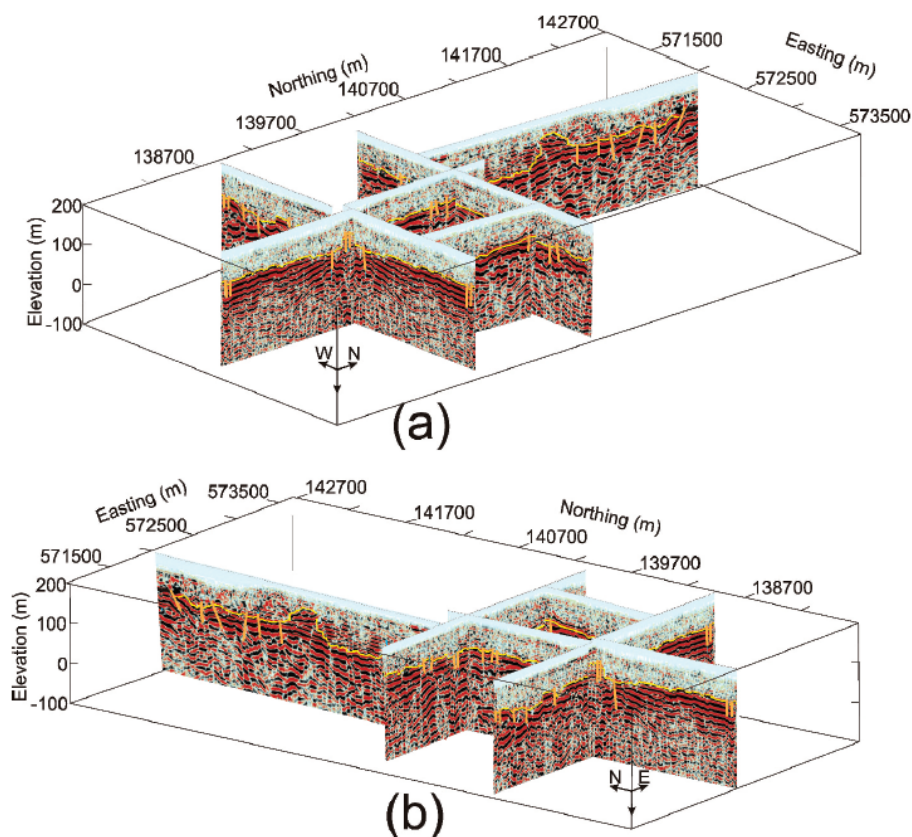 142700
571500
Easting (m)
141700
Northing (m)
572500
140700
573500
139700
138700
200
100
0
-100
Elevation (m)
W N
(a)
573500
142700
Easting (m)
572500
141700
Northing (m)
571500
140700
139700
200
138700
100
0
-100
Elevation (m)
N E
(b)